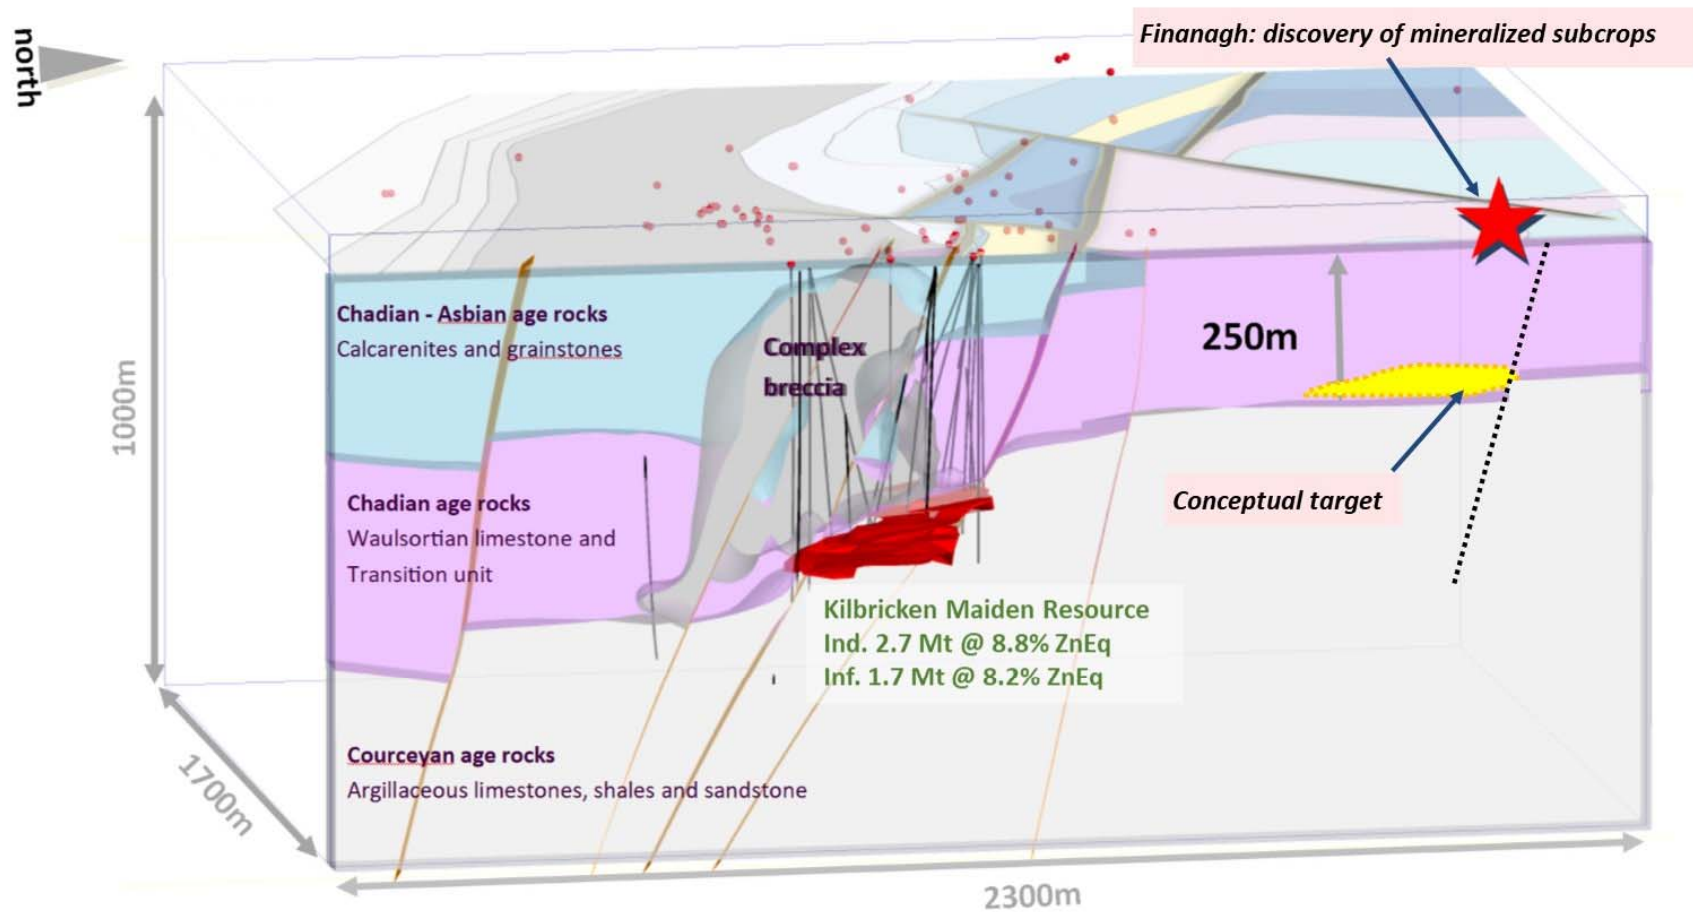 north
Finanagh: discovery of mineralized subcrops
Chadian - Asbian age rocks
Calcarenites and grainstones
Complex
breccia
250m
1000m
Chadian age rocks
Waulsortian limestone and
Transition unit
Conceptual target
Kilbricken Maiden Resource
Ind. 2.7 Mt @ 8.8% ZnEq
Inf. 1.7 Mt @ 8.2% ZnEq
Courceyan age rocks
Argillaceous limestones, shales and sandstone
1700m
2300m